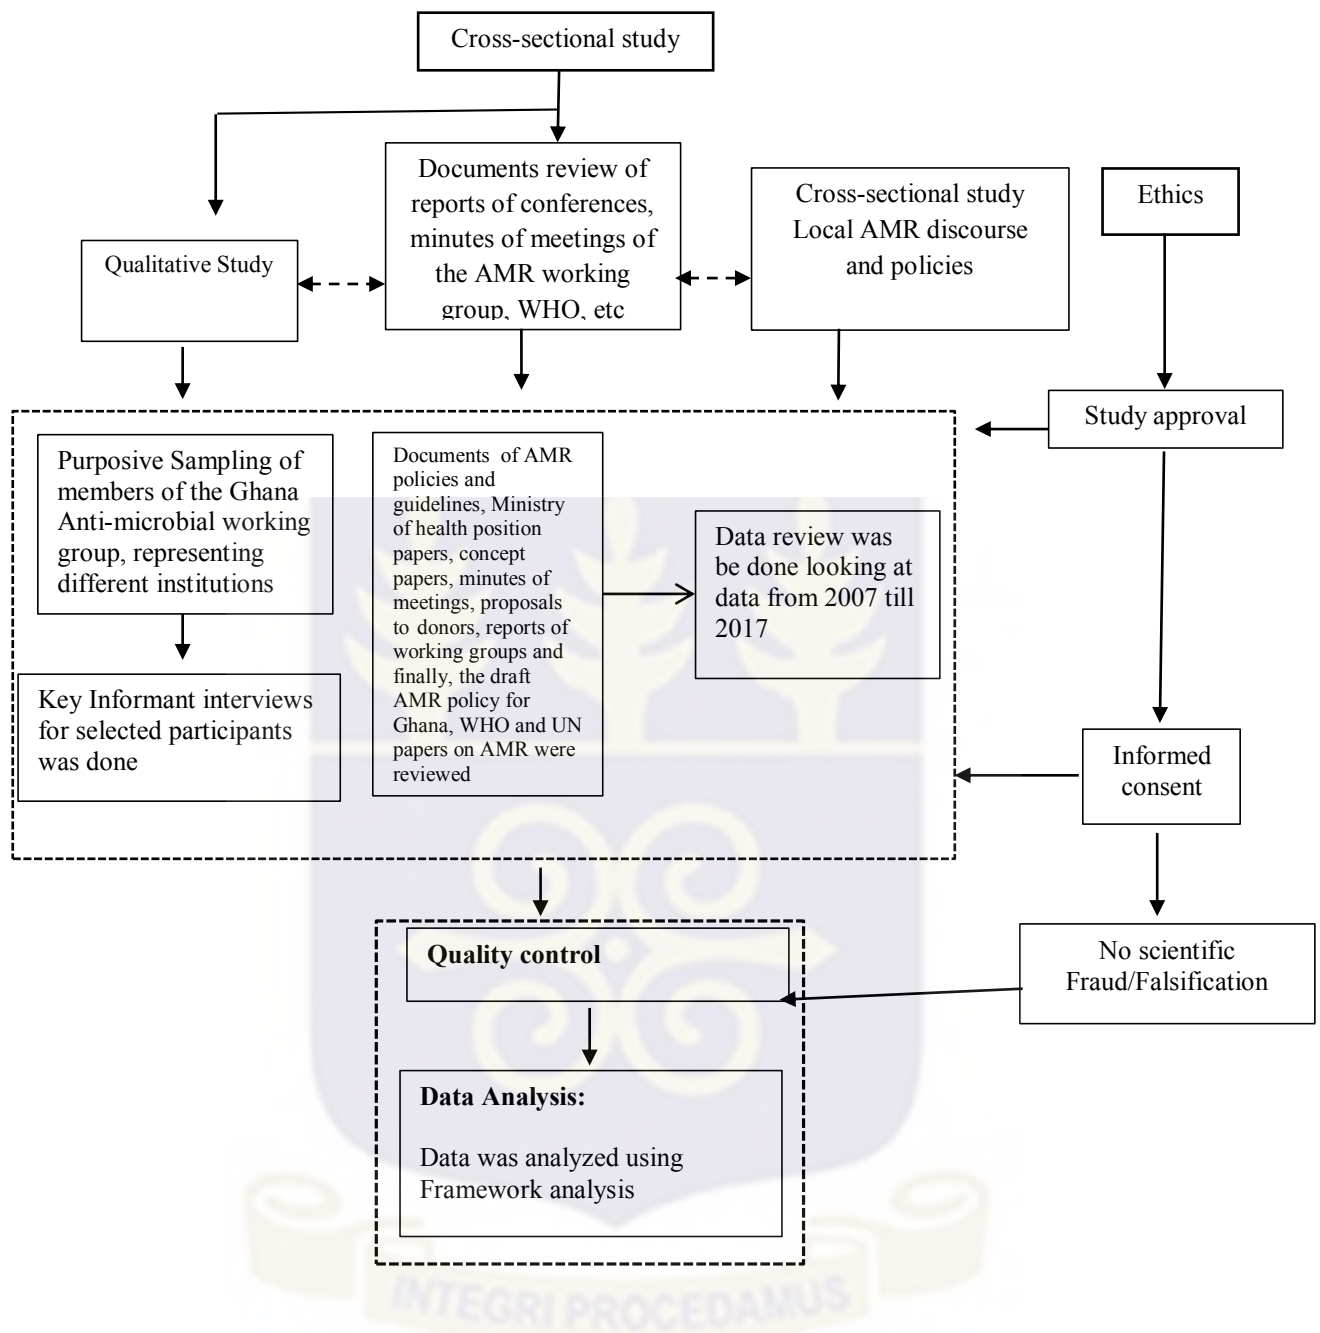 Cross-sectional study
Documents review of
reports of conferences,
minutes of meetings of
the AMR working
group, WHO, etc
Cross-sectional study
Local AMR discourse
and policies
Ethics
Qualitative Study
Study approval
Purposive Sampling of
members of the Ghana
Anti-microbial working
group, representing
different institutions
Documents of AMR
policies and
guidelines, Ministry
of health position
papers, concept
papers, minutes of
meetings, proposals
to donors, reports of
working groups and
finally, the draft
AMR policy for
Ghana, WHO and UN
papers on AMR were
reviewed
Data review was
be done looking at
data from 2007 till
2017
Key Informant interviews
for selected participants
was done
Informed
consent
Quality control
No scientific
Fraud/Falsification
Data Analysis:
Data was analyzed using
Framework analysis
INTEGRI PROCEDAMUS